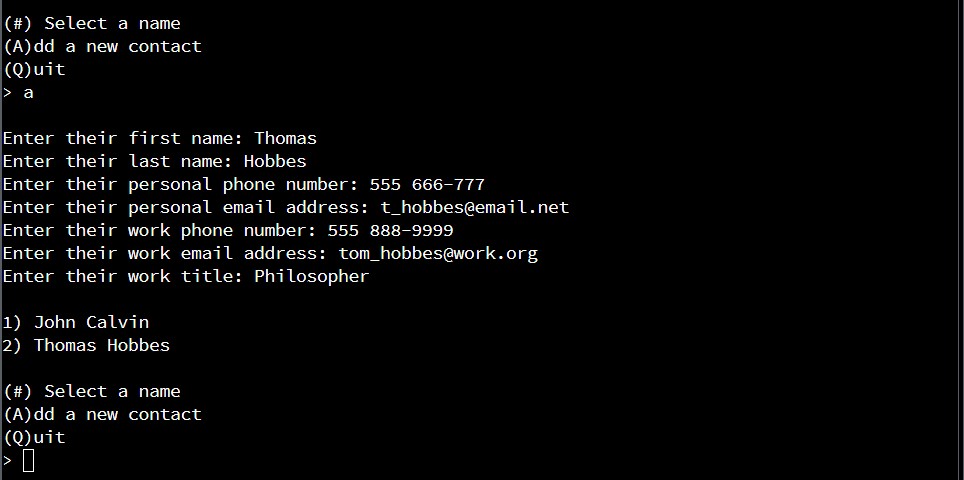 (#) Select a name
(A)dd a new contact
(Q)uit
> a
Enter their first name: Thomas
Enter their last name: Hobbes
Enter their personal phone number: 555 666-777
Enter their personal email address: t_hobbes@email.net
Enter their work phone number: 555 888-9999
Enter their work email address: tom_hobbes@work.org
Enter their work title: Philosopher
1) John Calvin
2) Thomas Hobbes
(#) Select a name
(A)dd a new contact
(Q)uit
>